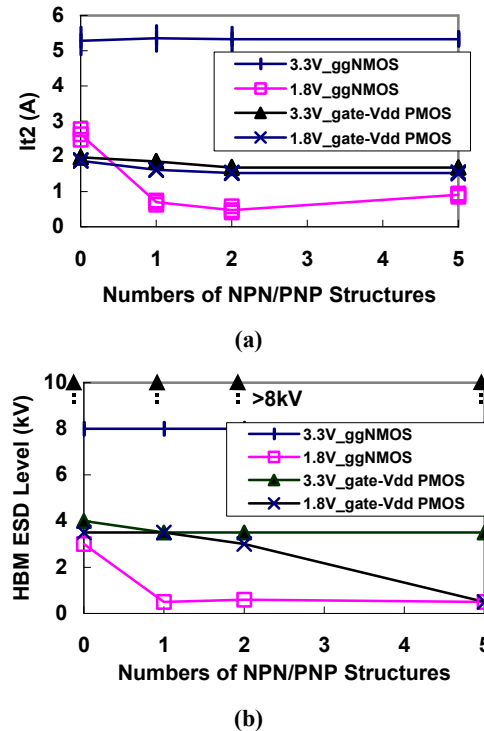 6
5
4
3
2
1
0
It2 (A)
3.3V_ggNMOS
1.8V_ggNMOS
3.3V_gate-Vdd PMOS
1.8V_gate-Vdd PMOS
0 1 2 3 4 5
Numbers of NPN/PNP Structures
(a)
10
8
6
4
2
0
HBM ESD Level (kV)
>8kV
3.3V_ggNMOS
1.8V_ggNMOS
3.3V_gate-Vdd PMOS
1.8V_gate-Vdd PMOS
0 1 2 3 4 5
Numbers of NPN/PNP Structures
(b)